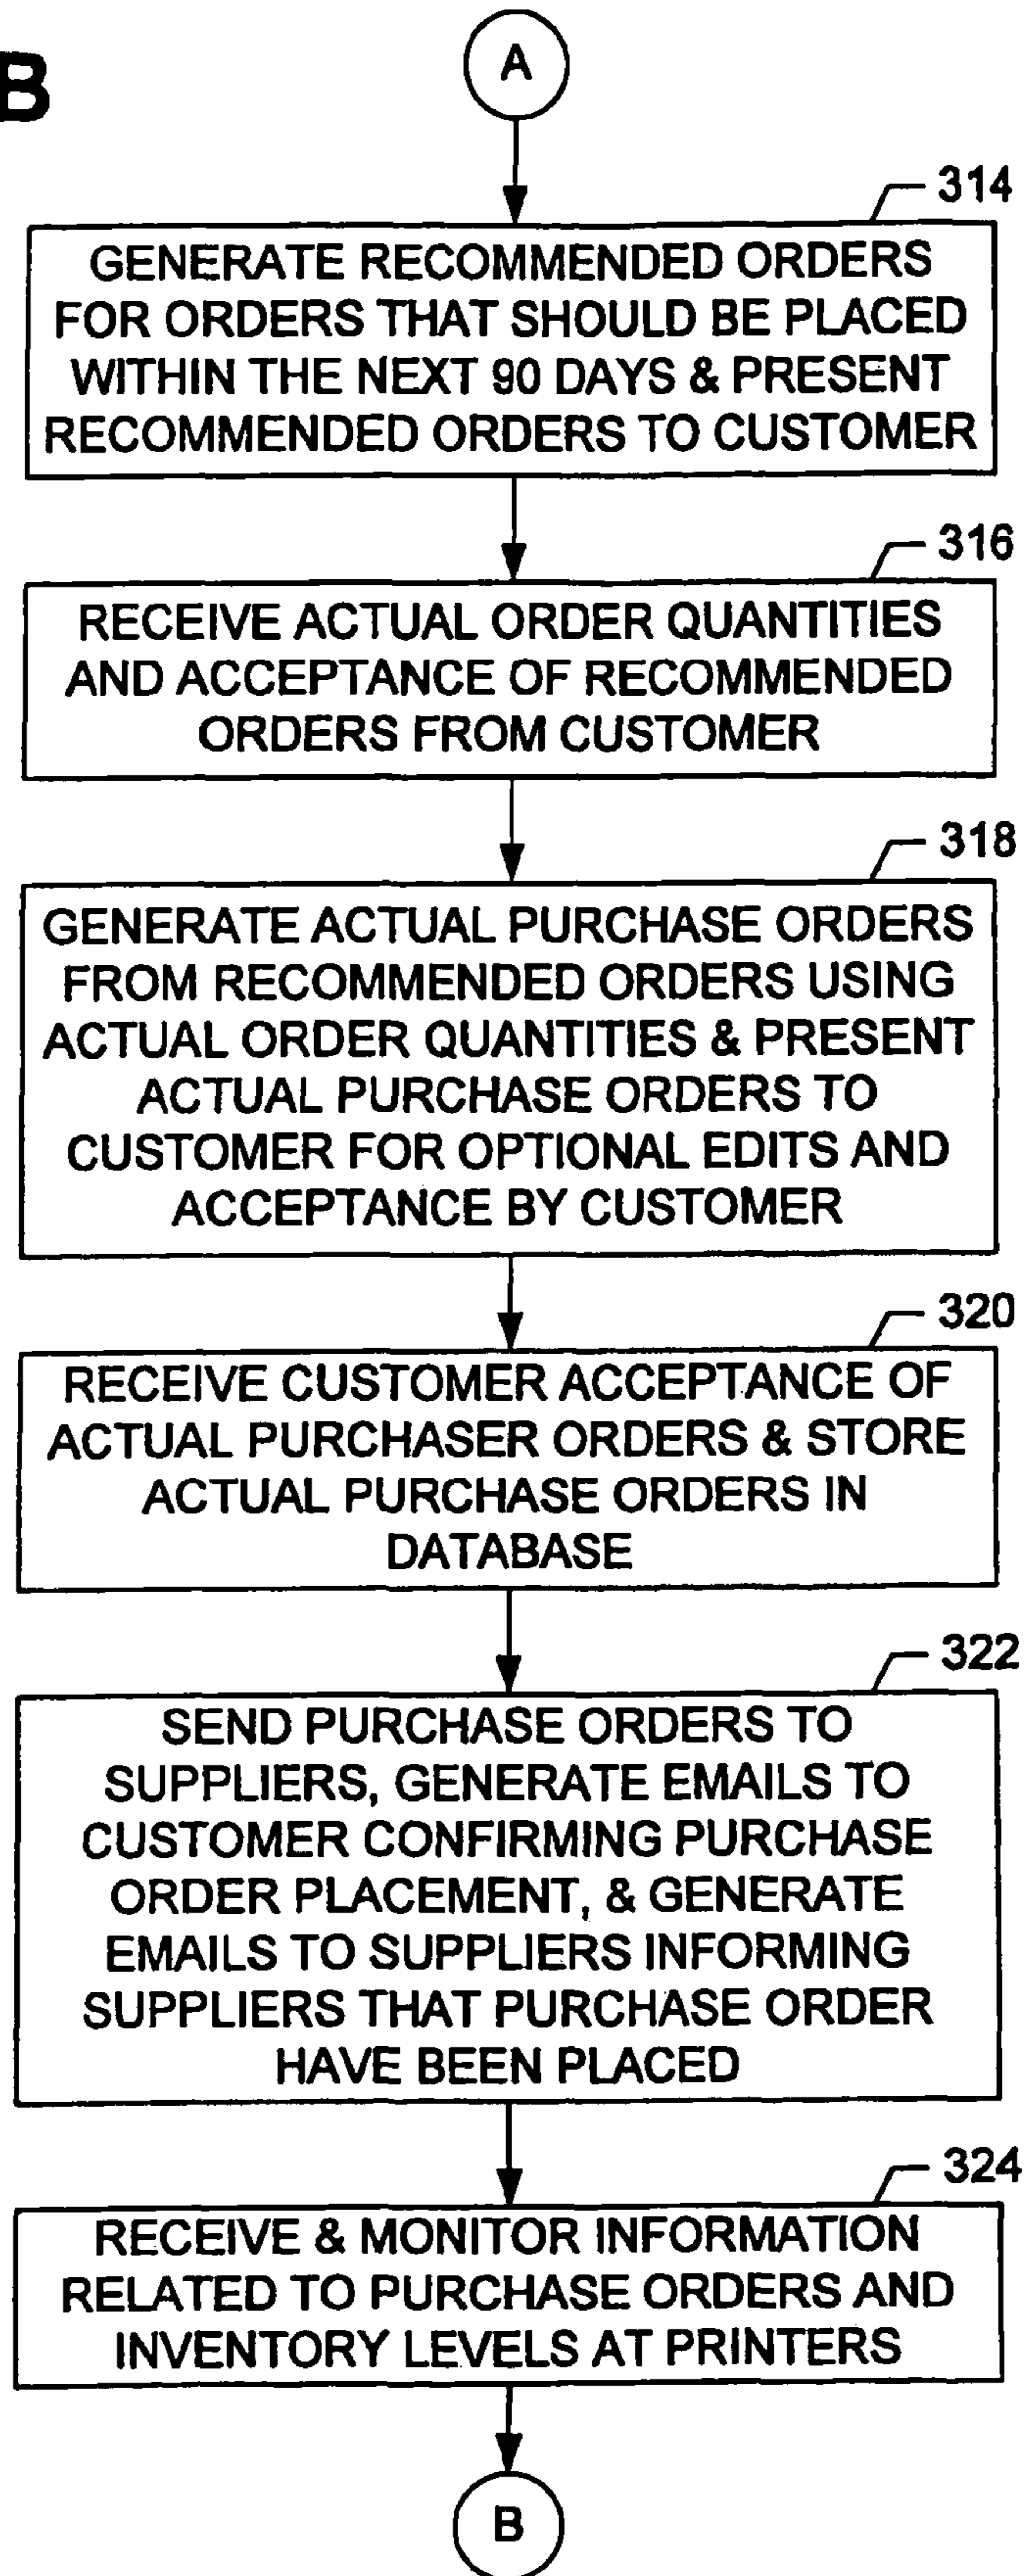 B
A
314
GENERATE RECOMMENDED ORDERS
FOR ORDERS THAT SHOULD BE PLACED
WITHIN THE NEXT 90 DAYS & PRESENT
RECOMMENDED ORDERS TO CUSTOMER
316
RECEIVE ACTUAL ORDER QUANTITIES
AND ACCEPTANCE OF RECOMMENDED
ORDERS FROM CUSTOMER
318
GENERATE ACTUAL PURCHASE ORDERS
FROM RECOMMENDED ORDERS USING
ACTUAL ORDER QUANTITIES & PRESENT
ACTUAL PURCHASE ORDERS TO
CUSTOMER FOR OPTIONAL EDITS AND
ACCEPTANCE BY CUSTOMER
320
RECEIVE CUSTOMER ACCEPTANCE OF
ACTUAL PURCHASER ORDERS & STORE
ACTUAL PURCHASE ORDERS IN
DATABASE
322
SEND PURCHASE ORDERS TO
SUPPLIERS, GENERATE EMAILS TO
CUSTOMER CONFIRMING PURCHASE
ORDER PLACEMENT, & GENERATE
EMAILS TO SUPPLIERS INFORMING
SUPPLIERS THAT PURCHASE ORDER
HAVE BEEN PLACED
324
RECEIVE & MONITOR INFORMATION
RELATED TO PURCHASE ORDERS AND
INVENTORY LEVELS AT PRINTERS
B